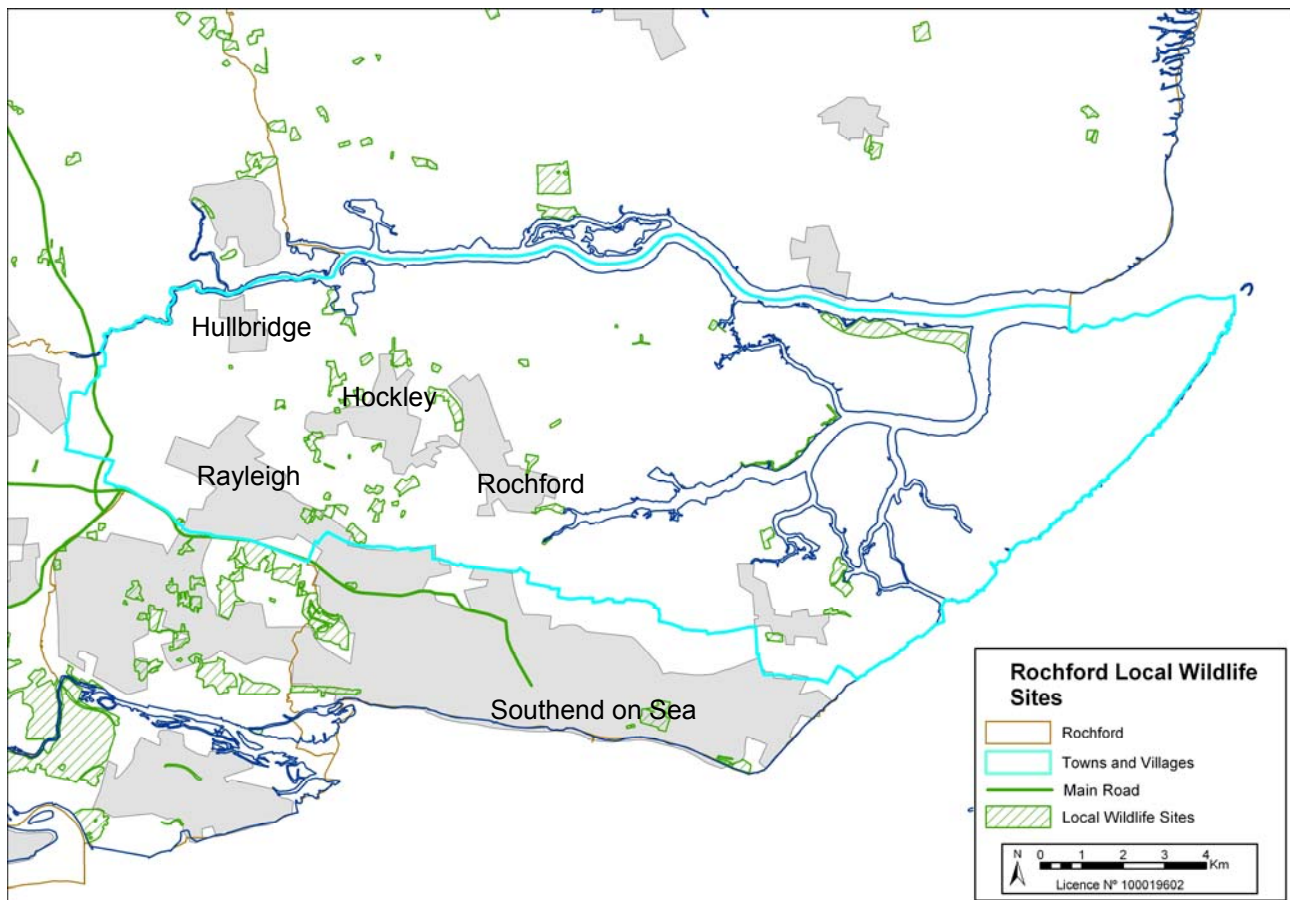 Hullbridge
Hockley
Rayleigh
Rochford
Southend on Sea
Rochford Local Wildlife
Sites
Rochford
Towns and Villages
Main Road
Local Wildlife Sites
N
0 1 2 3 4
Km
Licence Nº 100019602